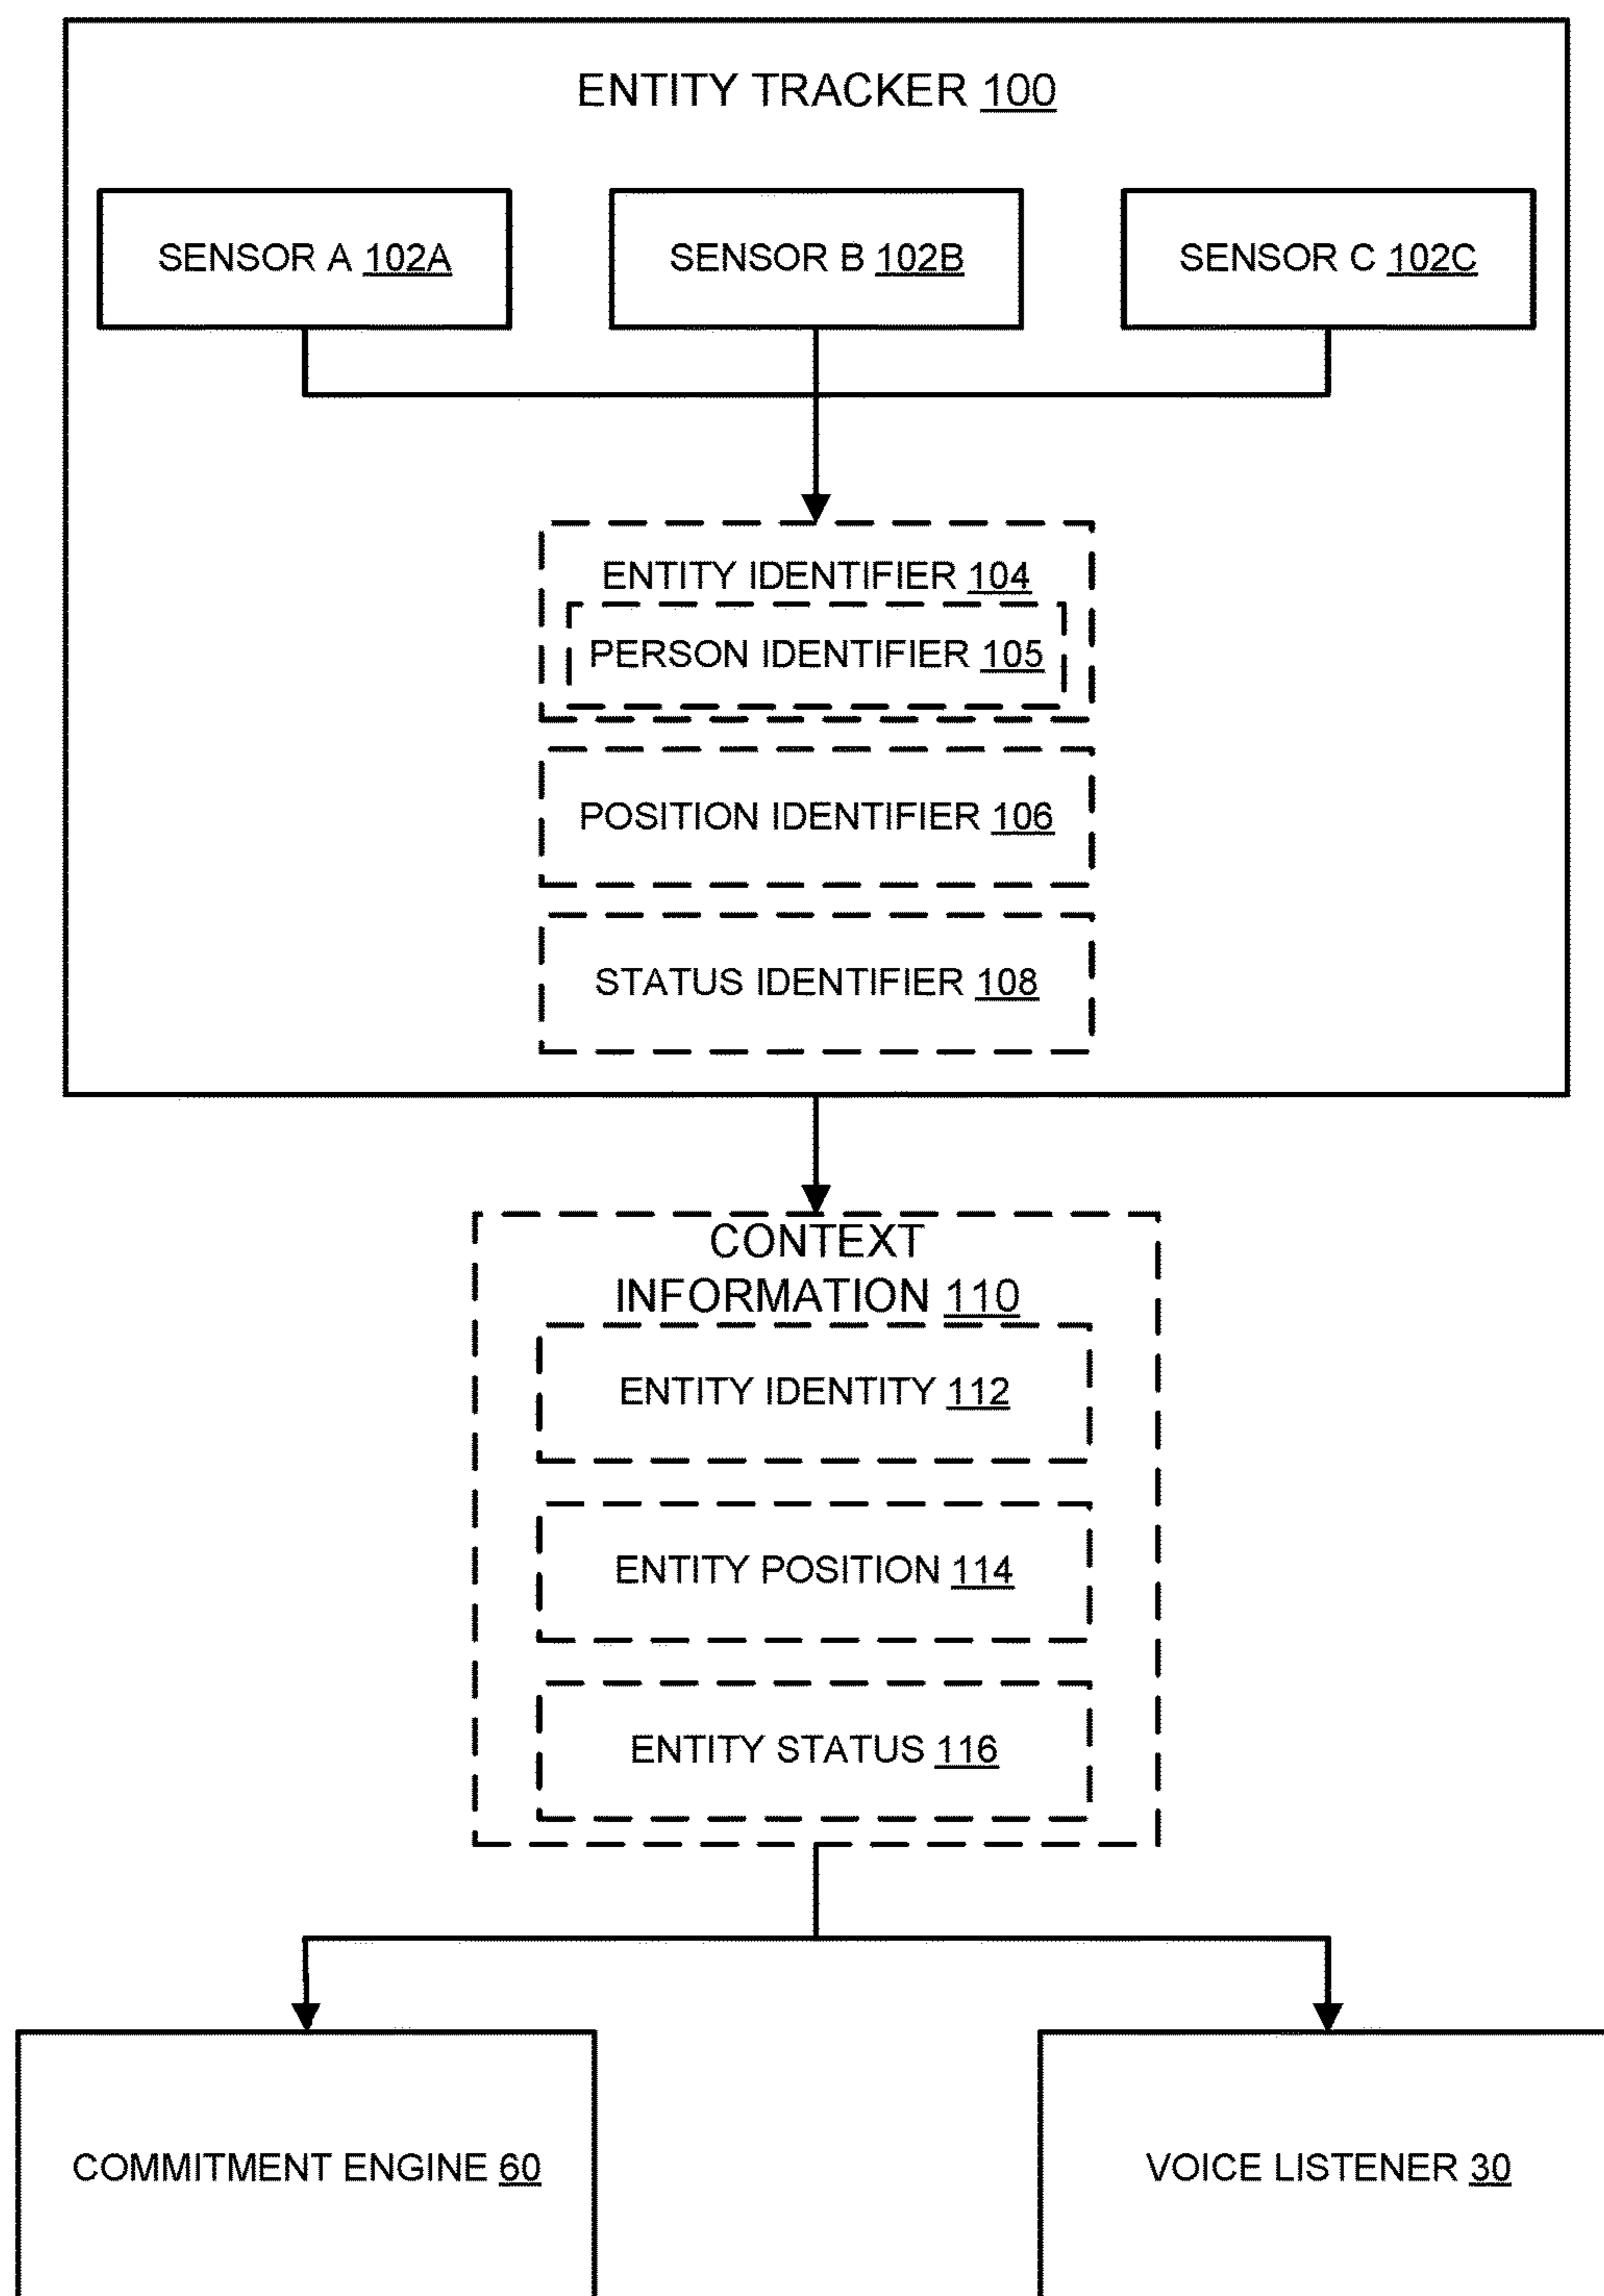 ENTITY TRACKER 100
SENSOR A 102A
SENSOR B 102B
SENSOR C 102C
ENTITY IDENTIFIER 104
PERSON IDENTIFIER 105
POSITION IDENTIFIER 106
STATUS IDENTIFIER 108
CONTEXT
INFORMATION 110
ENTITY IDENTITY 112
ENTITY POSITION 114
ENTITY STATUS 116
COMMITMENT ENGINE 60
VOICE LISTENER 30